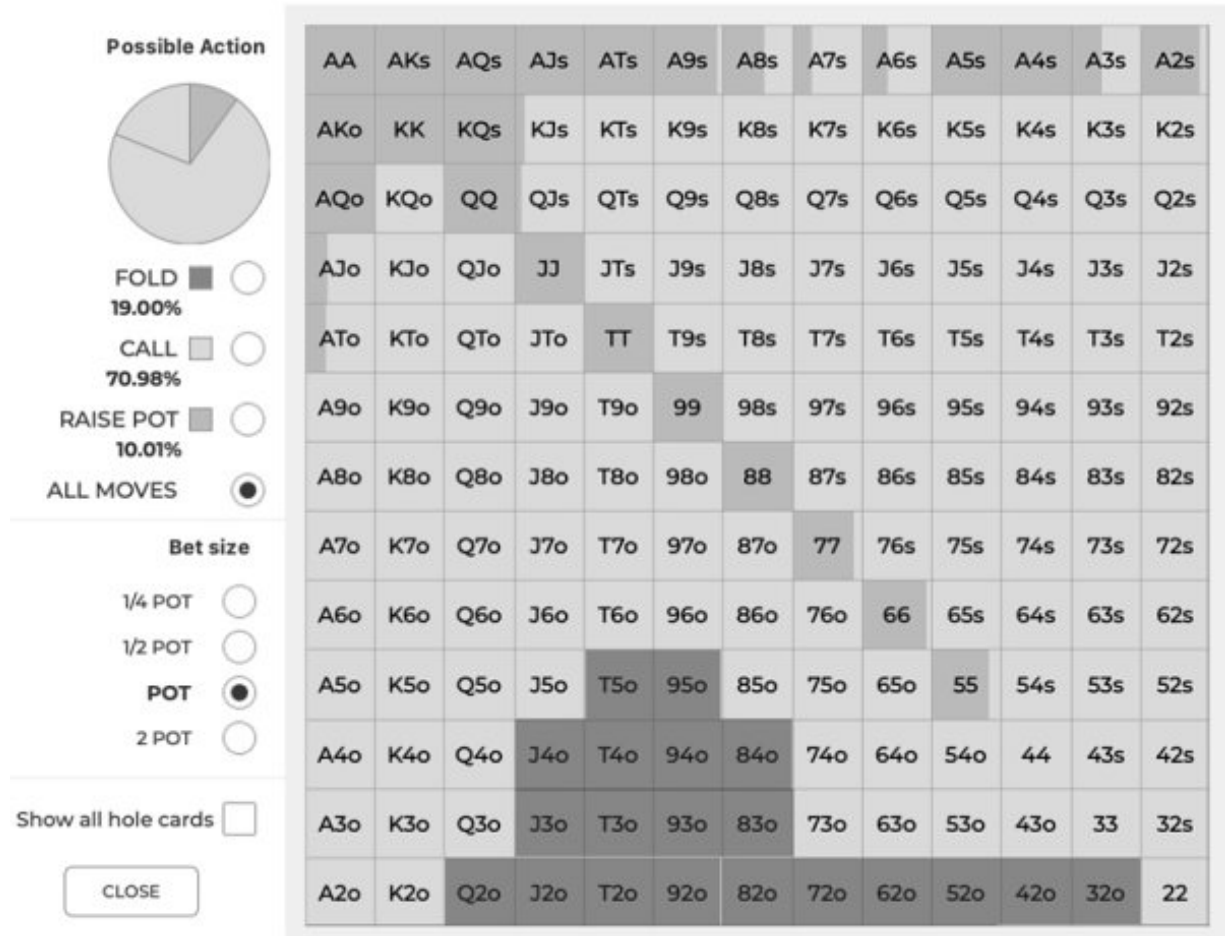 Possible Action
FOLD
19.00%
CALL
70.98%
RAISE POT
10.01%
ALL MOVES
Bet size
1/4 POT
1/2 POT
POT
2 POT
Show all hole cards
CLOSE
AA AKs AQs AJs ATs A9s A8s A7s A6s A5s A4s A3s A2s
AKo KK KQs KJs KTs K9s K8s K7s K6s K5s K4s K3s K2s
AQo KQo QQ QJs QTs Q9s Q8s Q7s Q6s Q5s Q4s Q3s Q2s
AJo KJo QJo JJ JTs J9s J8s J7s J6s J5s J4s J3s J2s
ATo KTo QTo JTo TT T9s T8s T7s T6s T5s T4s T3s T2s
A9o K9o Q9o J9o T9o 99 98s 97s 96s 95s 94s 93s 92s
A8o K8o Q8o J8o T8o 98o 88 87s 86s 85s 84s 83s 82s
A7o K7o Q7o J7o T7o 97o 87o 77 76s 75s 74s 73s 72s
A6o K6o Q6o J6o T6o 96o 86o 76o 66 65s 64s 63s 62s
A5o K5o Q5o J5o T5o 95o 85o 75o 65o 55 54s 53s 52s
A4o K4o Q4o J4o T4o 94o 84o 74o 64o 54o 44 43s 42s
A3o K3o Q3o J3o T3o 93o 83o 73o 63o 53o 43o 33 32s
A2o K2o Q2o J2o T2o 92o 82o 72o 62o 52o 42o 32o 22